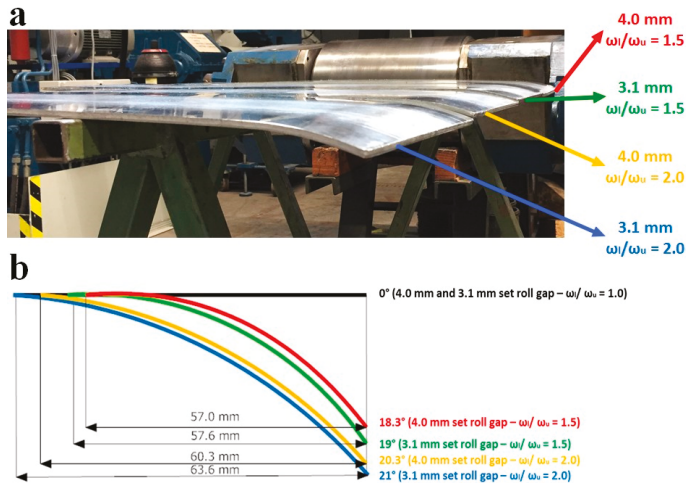 a
4.0 mm
ωl/ωu = 1.5
3.1 mm
ωl/ωu = 1.5
4.0 mm
ωl/ωu = 2.0
3.1 mm
ωl/ωu = 2.0
b
0° (4.0 mm and 3.1 mm set roll gap – ωl/ ωu = 1.0)
57.0 mm
18.3° (4.0 mm set roll gap – ωl/ ωu = 1.5)
57.6 mm
19° (3.1 mm set roll gap – ωl/ ωu = 1.5)
60.3 mm
20.3° (4.0 mm set roll gap – ωl/ ωu = 2.0)
63.6 mm
21° (3.1 mm set roll gap – ωl/ ωu = 2.0)